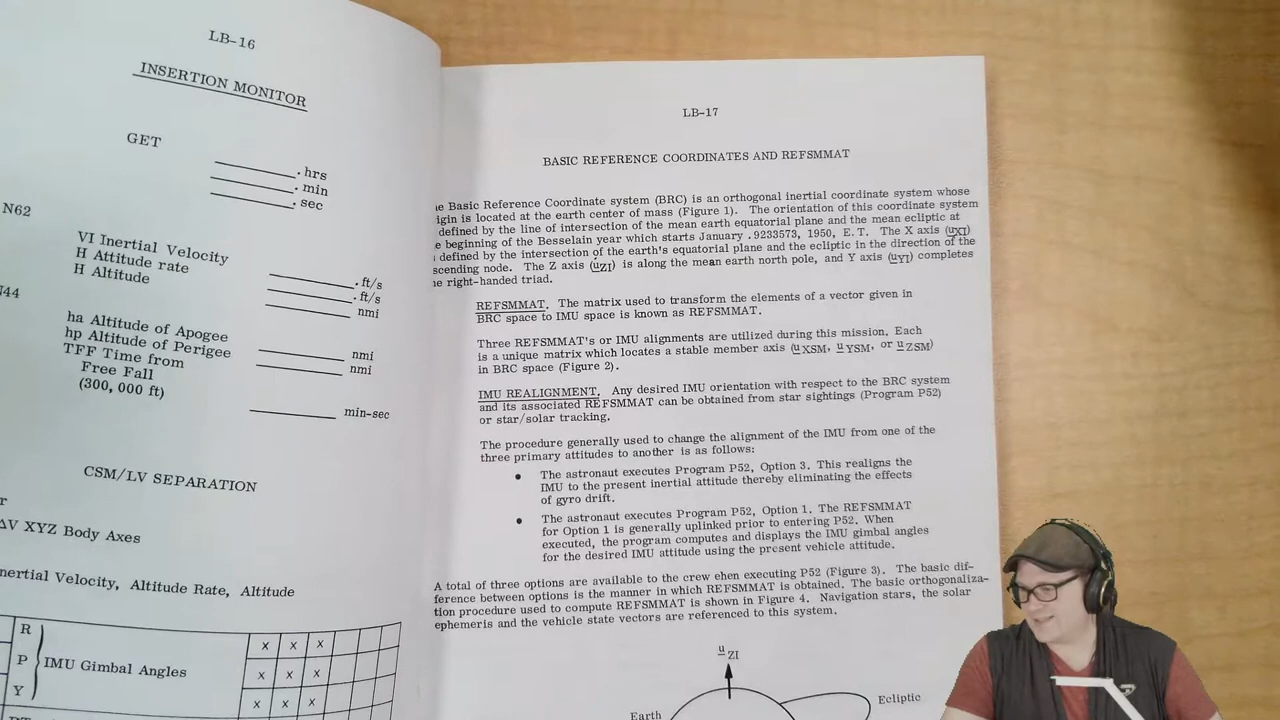 LB-16
INSERTION MONITOR
GET
. hrs
. min
. sec
N62
VI Inertial Velocity . ft/s
H Attitude rate . ft/s
H Altitude nmi
N44
ha Altitude of Apogee nmi
hp Altitude of Perigee nmi
TFF Time from
Free Fall
(300, 000 ft) min-sec
CSM/LV SEPARATION
r
ΔV XYZ Body Axes
nertial Velocity, Altitude Rate, Altitude
R x x x
P IMU Gimbal Angles x x x
Y x x x
LB-17
BASIC REFERENCE COORDINATES AND REFSMMAT
e Basic Reference Coordinate system (BRC) is an orthogonal inertial coordinate system whose
igin is located at the earth center of mass (Figure 1). The orientation of this coordinate system
defined by the line of intersection of the mean earth equatorial plane and the mean ecliptic at
e beginning of the Besselain year which starts January .9233573, 1950, E. T. The X axis (uXI)
defined by the intersection of the earth's equatorial plane and the ecliptic in the direction of the
scending node. The Z axis (uZI) is along the mean earth north pole, and Y axis (uYI) completes
e right-handed triad.
REFSMMAT. The matrix used to transform the elements of a vector given in
BRC space to IMU space is known as REFSMMAT.
Three REFSMMAT's or IMU alignments are utilized during this mission. Each
is a unique matrix which locates a stable member axis (uXSM, uYSM, or uZSM)
in BRC space (Figure 2).
IMU REALIGNMENT. Any desired IMU orientation with respect to the BRC system
and its associated REFSMMAT can be obtained from star sightings (Program P52)
or star/solar tracking.
The procedure generally used to change the alignment of the IMU from one of the
three primary attitudes to another is as follows:
• The astronaut executes Program P52, Option 3. This realigns the
IMU to the present inertial attitude thereby eliminating the effects
of gyro drift.
• The astronaut executes Program P52, Option 1. The REFSMMAT
for Option 1 is generally uplinked prior to entering P52. When
executed, the program computes and displays the IMU gimbal angles
for the desired IMU attitude using the present vehicle attitude.
A total of three options are available to the crew ehen executing P52 (Figure 3). The basic dif-
ference between options is the manner in which REFSMMAT is obtained. The basic orthogonaliza-
tion procedure used to compute REFSMMAT is shown in Figure 4. Navigation stars, the solar
ephemeris and the vehicle state vectors are referenced to this system.
uZI
Ecliptic
Earth